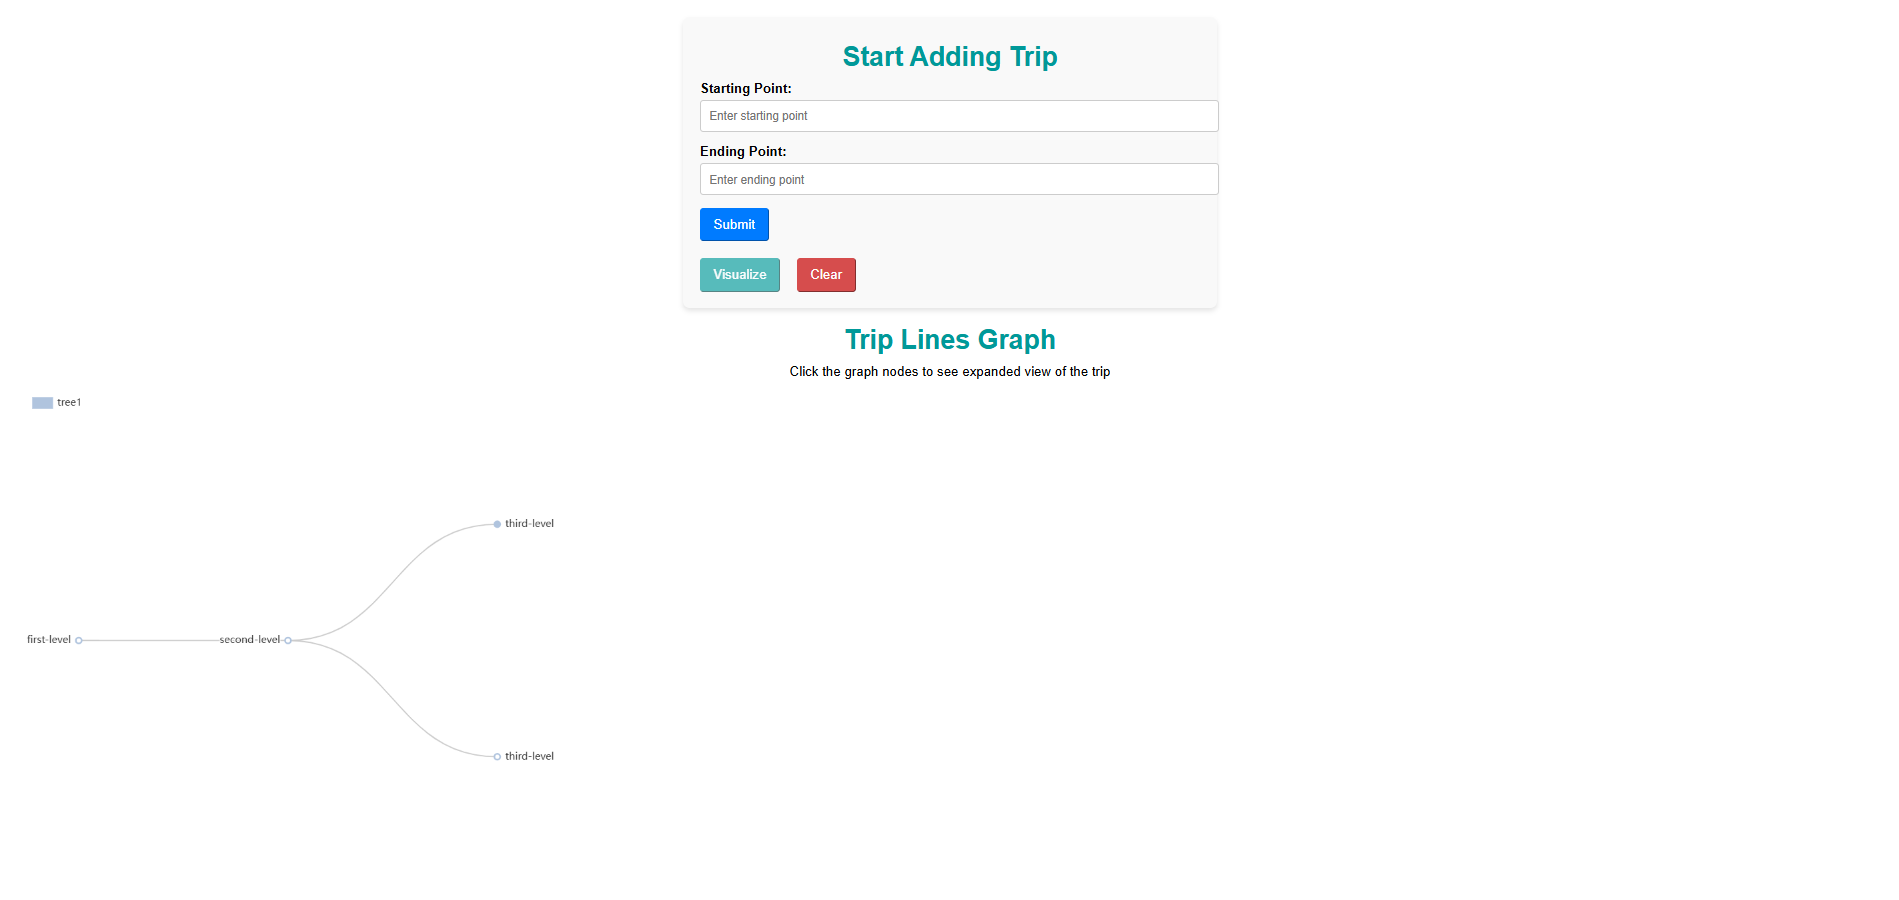 Start Adding Trip
Starting Point:
Enter starting point
Ending Point:
Enter ending point
Submit
Visualize Clear
Trip Lines Graph
Click the graph nodes to see expanded view of the trip
tree1
third-level
first-level second-level
third-level